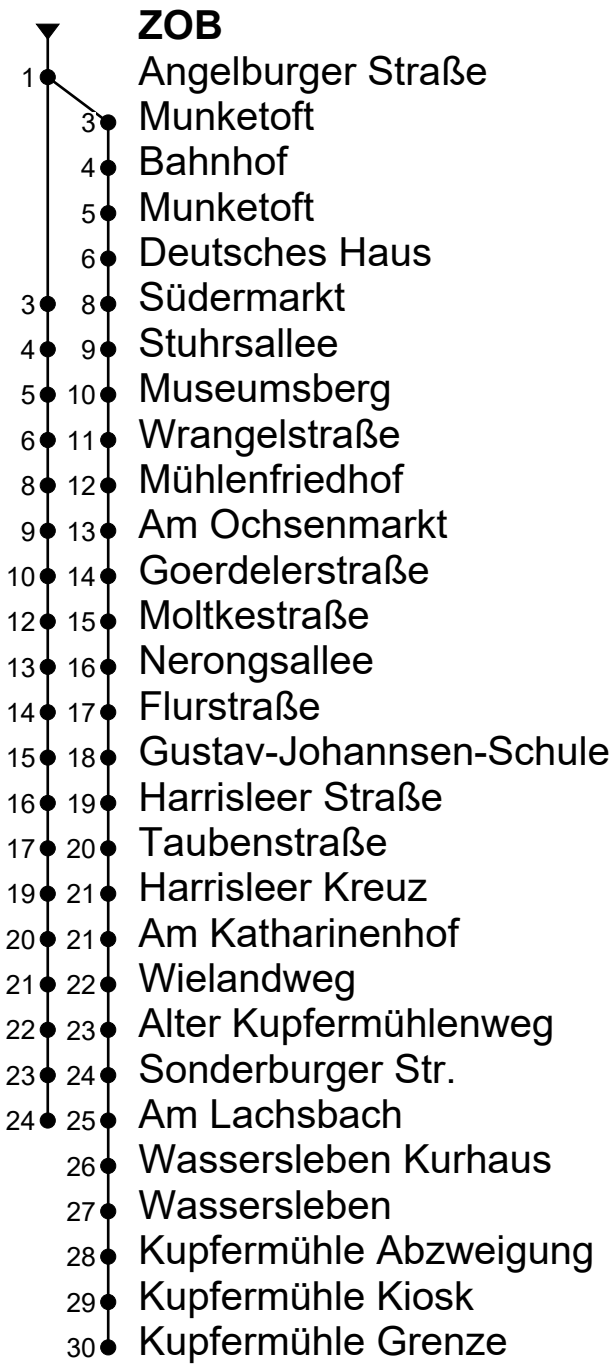 ZOB
1 Angelburger Straße
3 Munketoft
4 Bahnhof
5 Munketoft
6 Deutsches Haus
3 8 Südermarkt
4 9 Stuhrsallee
5 10 Museumsberg
6 11 Wrangelstraße
8 12 Mühlenfriedhof
9 13 Am Ochsenmarkt
10 14 Goerdelerstraße
12 15 Moltkestraße
13 16 Nerongsallee
14 17 Flurstraße
15 18 Gustav-Johannsen-Schule
16 19 Harrisleer Straße
17 20 Taubenstraße
19 21 Harrisleer Kreuz
20 21 Am Katharinenhof
21 22 Wielandweg
22 23 Alter Kupfermühlenweg
23 24 Sonderburger Str.
24 25 Am Lachsbach
26 Wassersleben Kurhaus
27 Wassersleben
28 Kupfermühle Abzweigung
29 Kupfermühle Kiosk
30 Kupfermühle Grenze